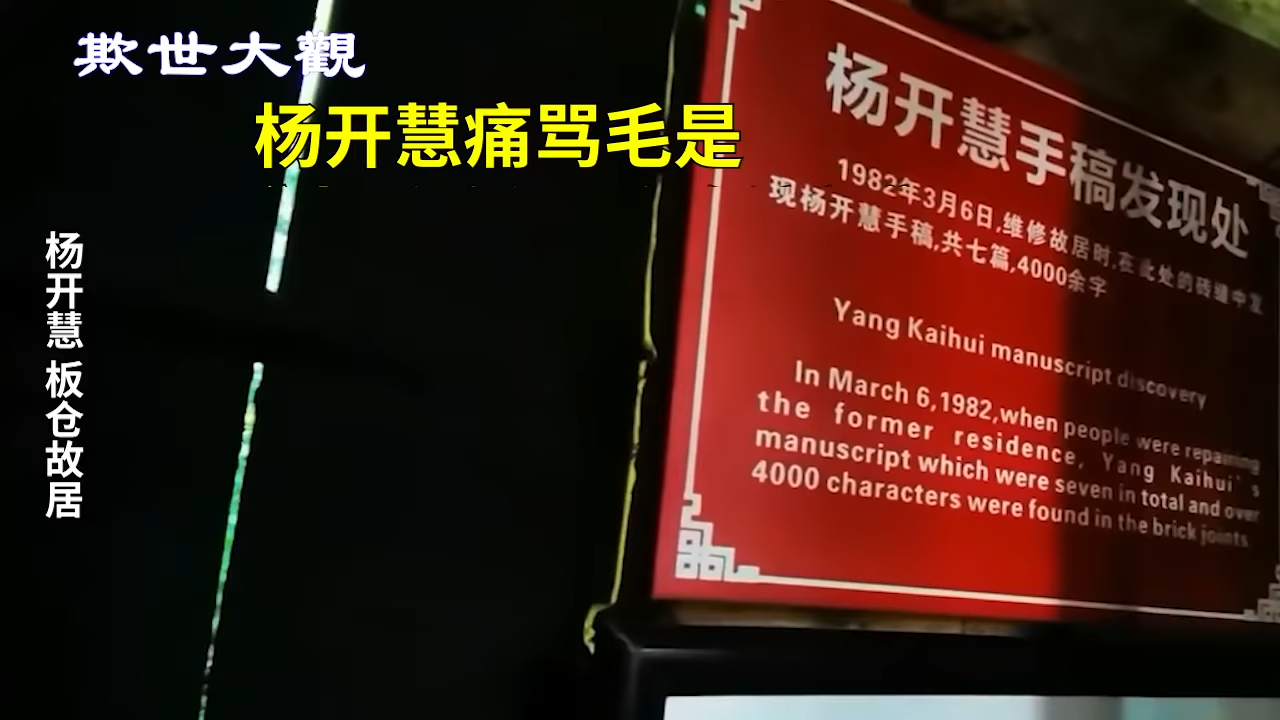 欺世大觀
杨开慧痛骂毛是
杨开慧 板仓故居
杨开慧手稿发现处
1982年3月6日,维修故居时,在此处的砖缝中发
现杨开慧手稿,共七篇,4000余字
Yang Kaihui manuscript discovery
In March 6,1982,when people were repairing
the former residence, Yang Kaihui's
manuscript which were seven in total and over
4000 characters were found in the brick joints.